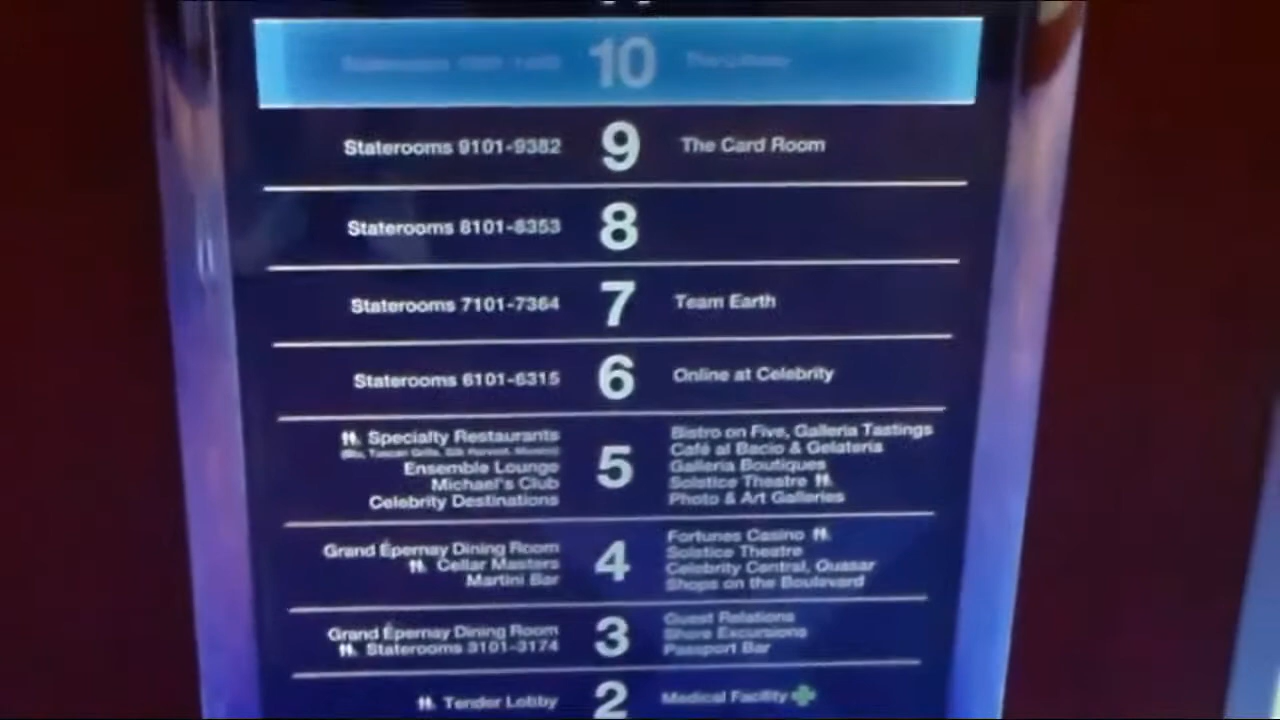 Staterooms
10
The Library
Staterooms 9101-9382
9
The Card Room
Staterooms 8101-8353
8
Staterooms 7101-7364
7
Team Earth
Staterooms 6101-6315
6
Online at Celebrity
Specialty Restaurants
Ensemble Lounge
Michael's Club
Celebrity Destinations
5
Bistro on Five, Galleria Tastings
Café al Bacio & Gelateria
Galleria Boutiques
Solstice Theatre
Photo & Art Galleries
Grand Épernay Dining Room
Cellar Masters
Martini Bar
4
Fortunes Casino
Solstice Theatre
Celebrity Central, Quasar
Shops on the Boulevard
Grand Épernay Dining Room
Staterooms 3101-3174
3
Guest Relations
Shore Excursions
Passport Bar
Tender Lobby
2
Medical Facility